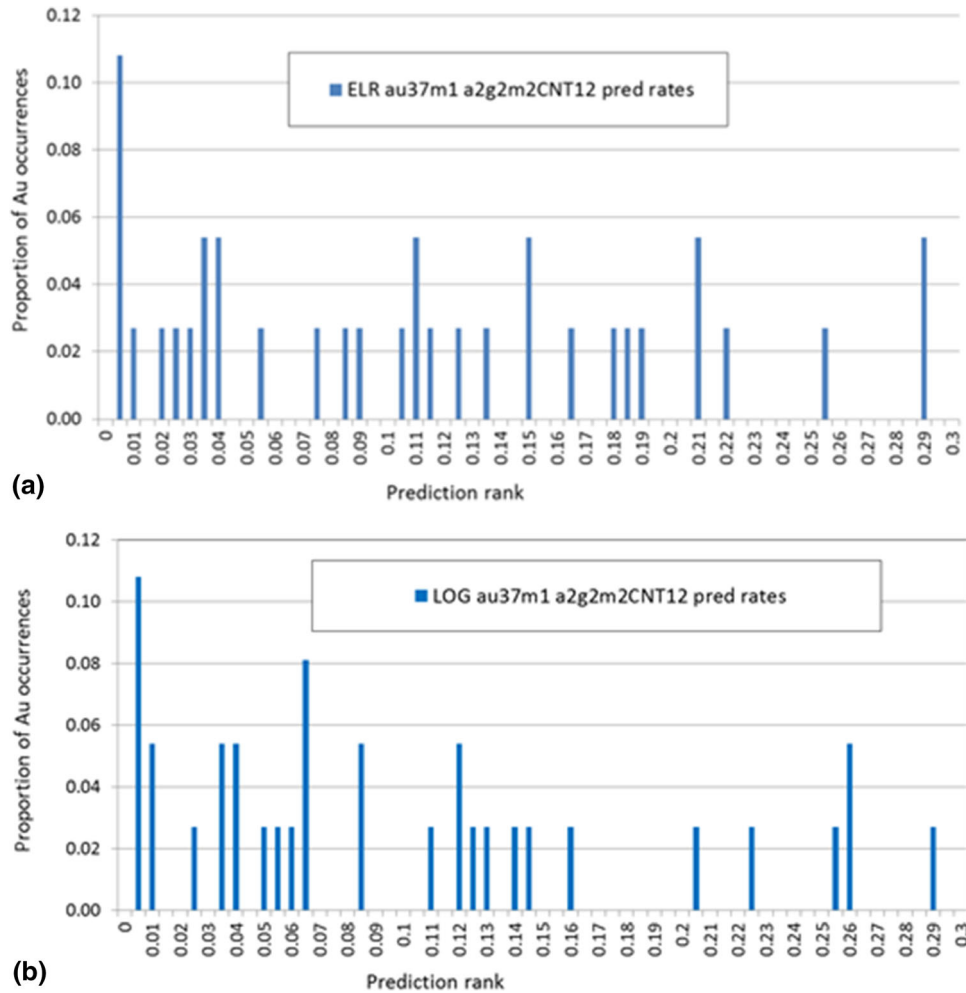 0.12
0.10
0.08
0.06
0.04
0.02
0.00
Proportion of Au occurrences
ELR au37m1 a2g2m2CNT12 pred rates
0 0.01 0.02 0.03 0.04 0.05 0.06 0.07 0.08 0.09 0.1 0.11 0.12 0.13 0.14 0.15 0.16 0.17 0.18 0.19 0.2 0.21 0.22 0.23 0.24 0.25 0.26 0.27 0.28 0.29 0.3
(a)
Prediction rank
0.12
0.10
0.08
0.06
0.04
0.02
0.00
Proportion of Au occurrences
LOG au37m1 a2g2m2CNT12 pred rates
0 0.01 0.02 0.03 0.04 0.05 0.06 0.07 0.08 0.09 0.1 0.11 0.12 0.13 0.14 0.15 0.16 0.17 0.18 0.19 0.2 0.21 0.22 0.23 0.24 0.25 0.26 0.27 0.28 0.29 0.3
(b)
Prediction rank